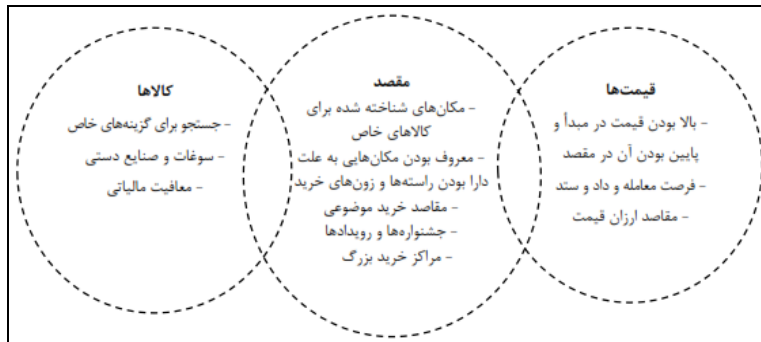 قیمت‌ها
- بالا بودن قیمت در مبدأ و
پایین بودن آن در مقصد
- فرصت معامله و داد و ستد
- مقاصد ارزان قیمت
مقصد
- مکان‌های شناخته شده برای
کالاهای خاص
- معروف بودن مکان‌هایی به علت
دارا بودن راسته‌ها و زون‌های خرید
- مقاصد خرید موضوعی
- جشنواره‌ها و رویدادها
- مراکز خرید بزرگ
کالاها
- جستجو برای گزینه‌های خاص
- سوغات و صنایع دستی
- معافیت مالیاتی